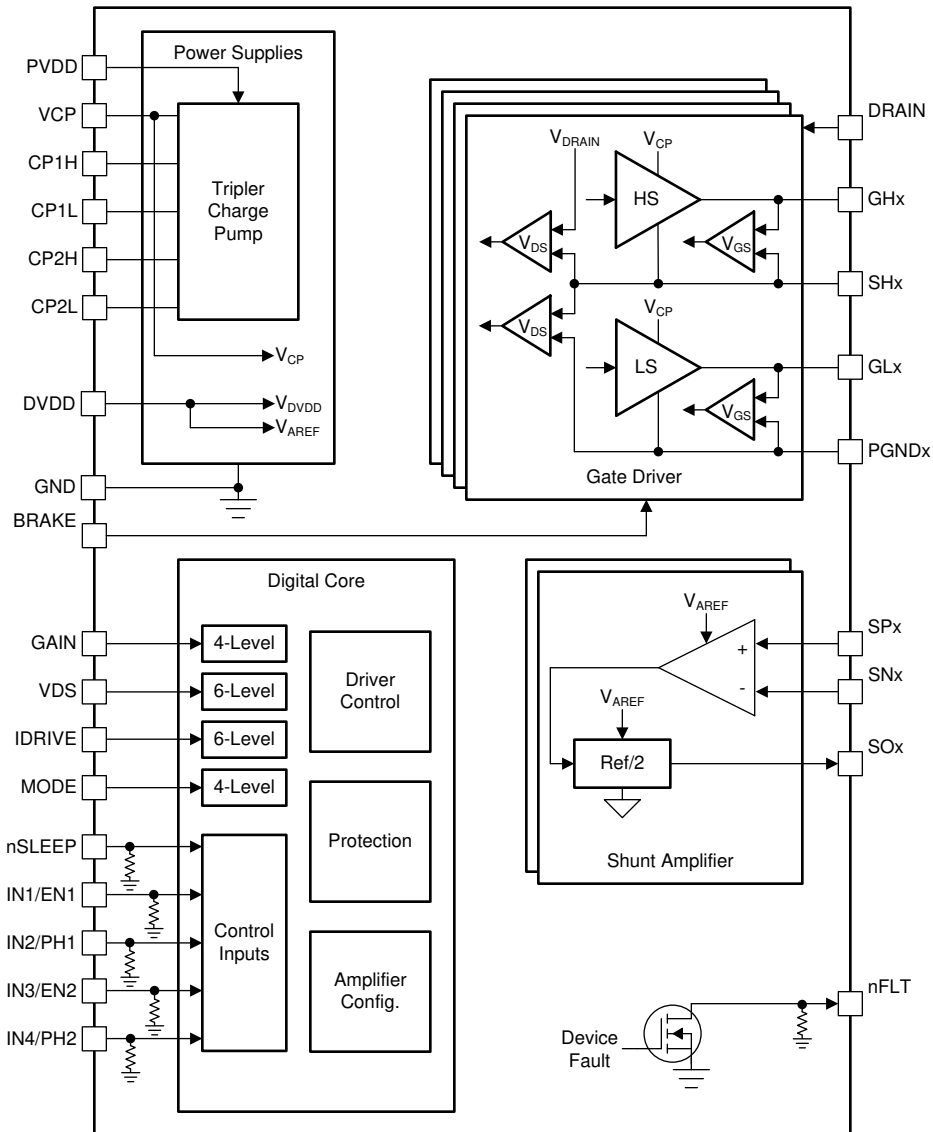 Power Supplies
PVDD
VCP
CP1H
CP1L
CP2H
CP2L
Tripler
Charge
Pump
VCP
DVDD
VDVDD
VAREF
GND
BRAKE
DRAIN
GHx
SHx
GLx
PGNDx
VDRAIN
VCP
HS
VDS
VGS
VCP
VDS
LS
VGS
Gate Driver
Digital Core
GAIN
4-Level
VDS
6-Level
IDRIVE
6-Level
MODE
4-Level
Driver
Control
nSLEEP
IN1/EN1
IN2/PH1
IN3/EN2
IN4/PH2
Control
Inputs
Protection
Amplifier
Config.
VAREF
+
-
SPx
SNx
VAREF
Ref/2
SOx
Shunt Amplifier
nFLT
Device
Fault